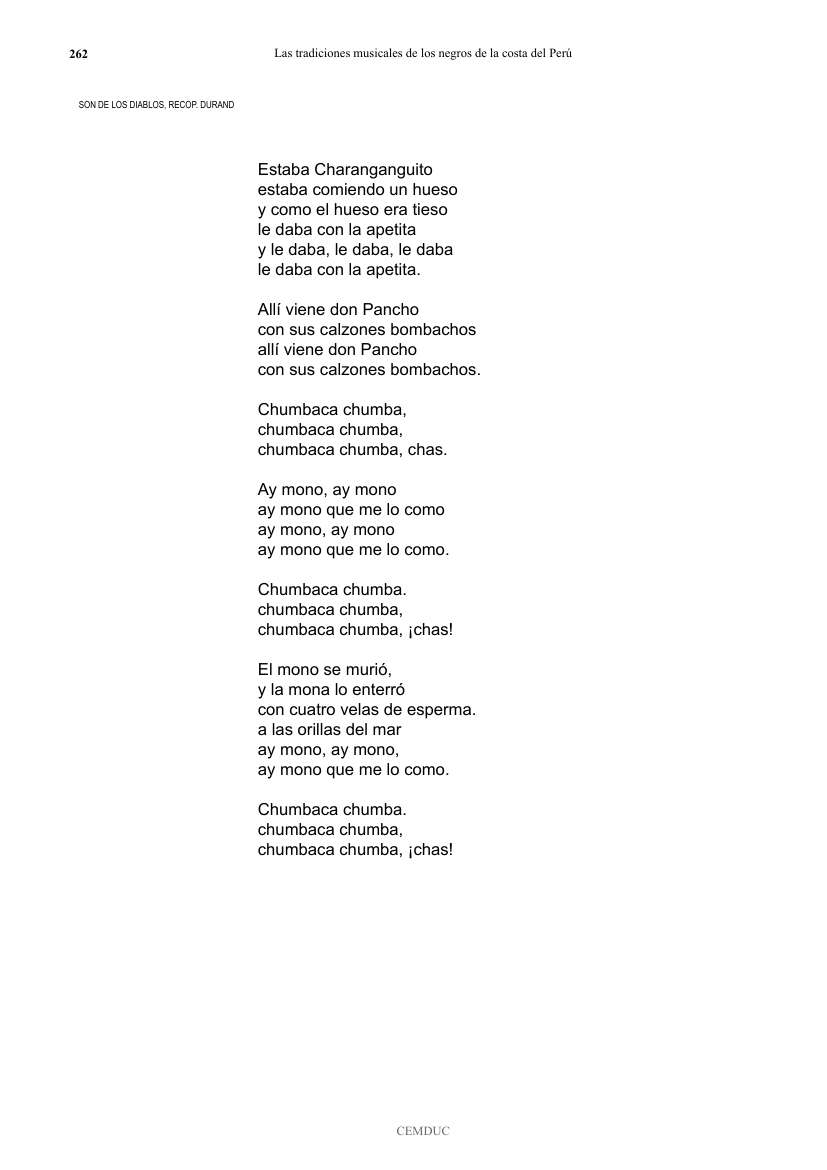 262
Las tradiciones musicales de los negros de la costa del Perú
SON DE LOS DIABLOS, RECOP. DURAND
Estaba Charanganguito
estaba comiendo un hueso
y como el hueso era tieso
le daba con la apetita
y le daba, le daba, le daba
le daba con la apetita.
Allí viene don Pancho
con sus calzones bombachos
allí viene don Pancho
con sus calzones bombachos.
Chumbaca chumba,
chumbaca chumba,
chumbaca chumba, chas.
Ay mono, ay mono
ay mono que me lo como
ay mono, ay mono
ay mono que me lo como.
Chumbaca chumba.
chumbaca chumba,
chumbaca chumba, ¡chas!
El mono se murió,
y la mona lo enterró
con cuatro velas de esperma.
a las orillas del mar
ay mono, ay mono,
ay mono que me lo como.
Chumbaca chumba.
chumbaca chumba,
chumbaca chumba, ¡chas!
CEMDUC